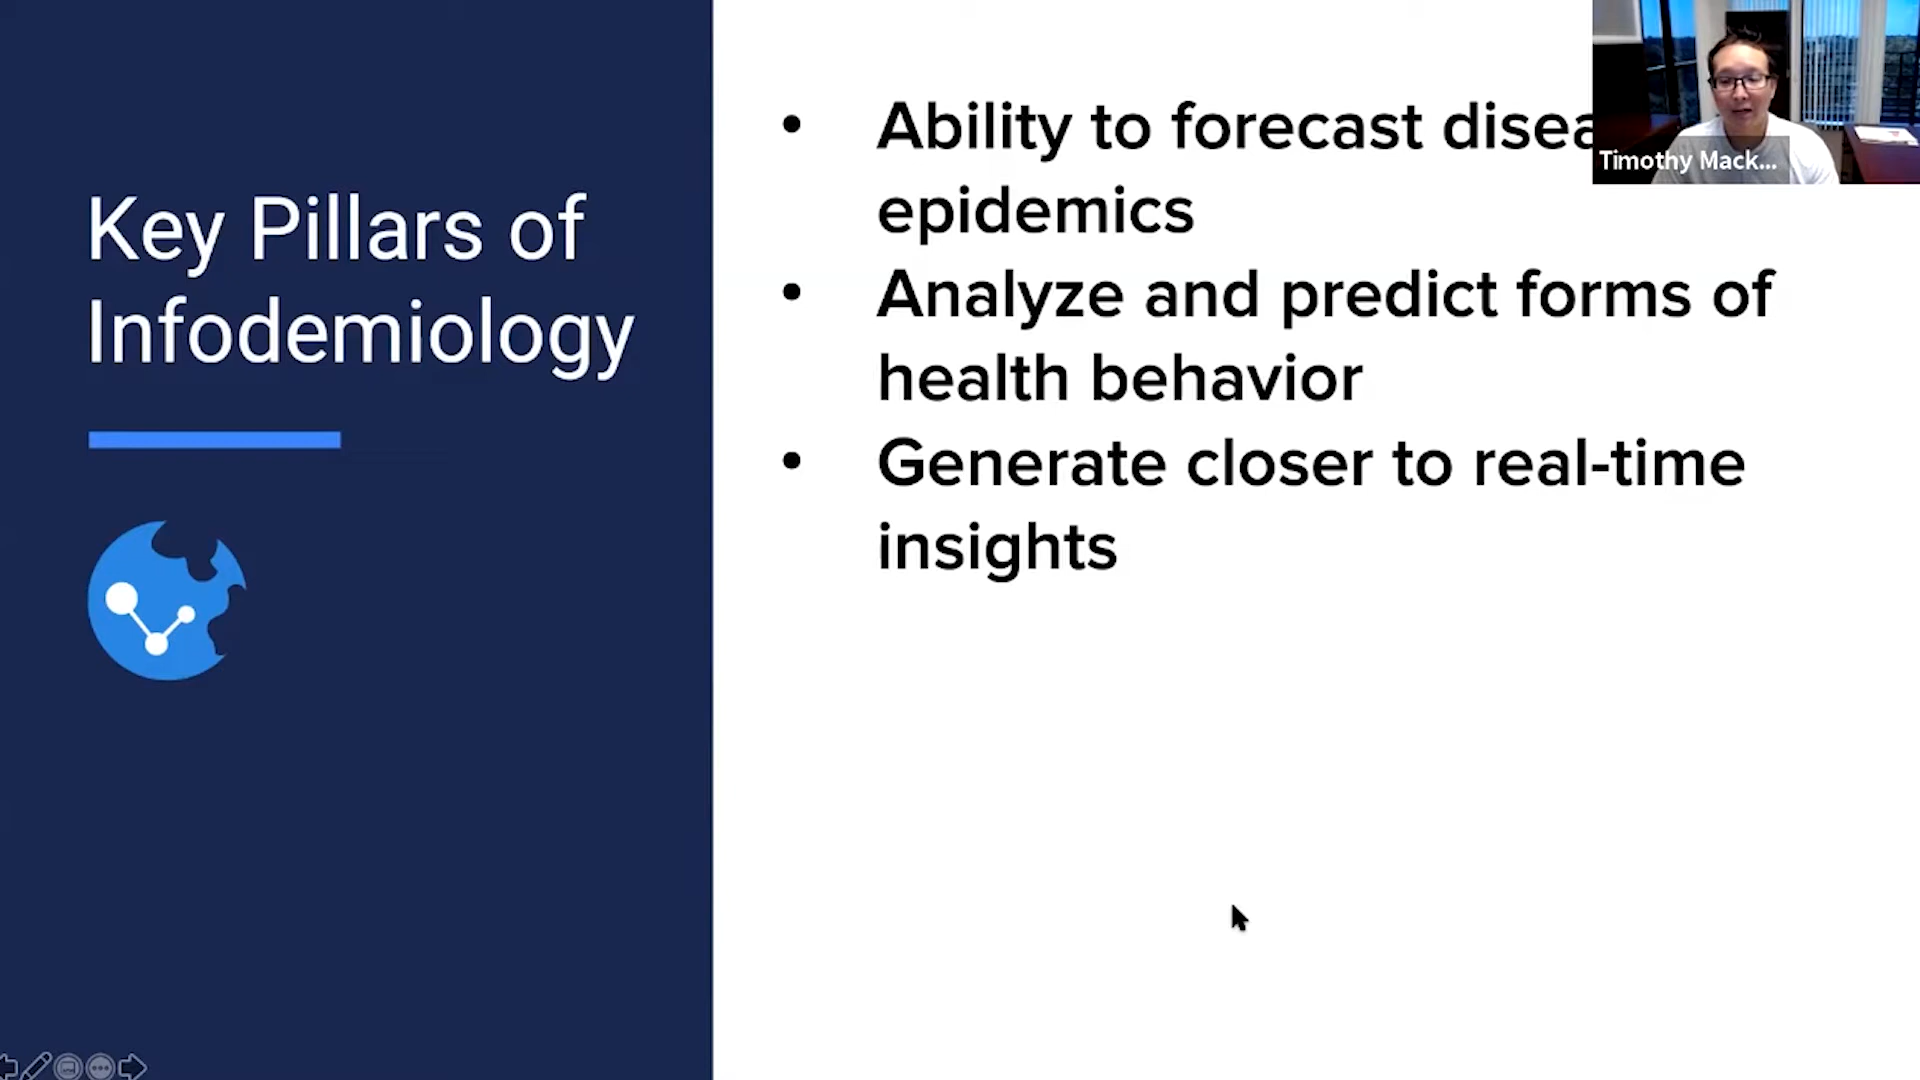 Key Pillars of
Infodemiology
• Ability to forecast
epidemics
• Analyze and predict forms of
health behavior
• Generate closer to real-time
insights
Timothy Mack...